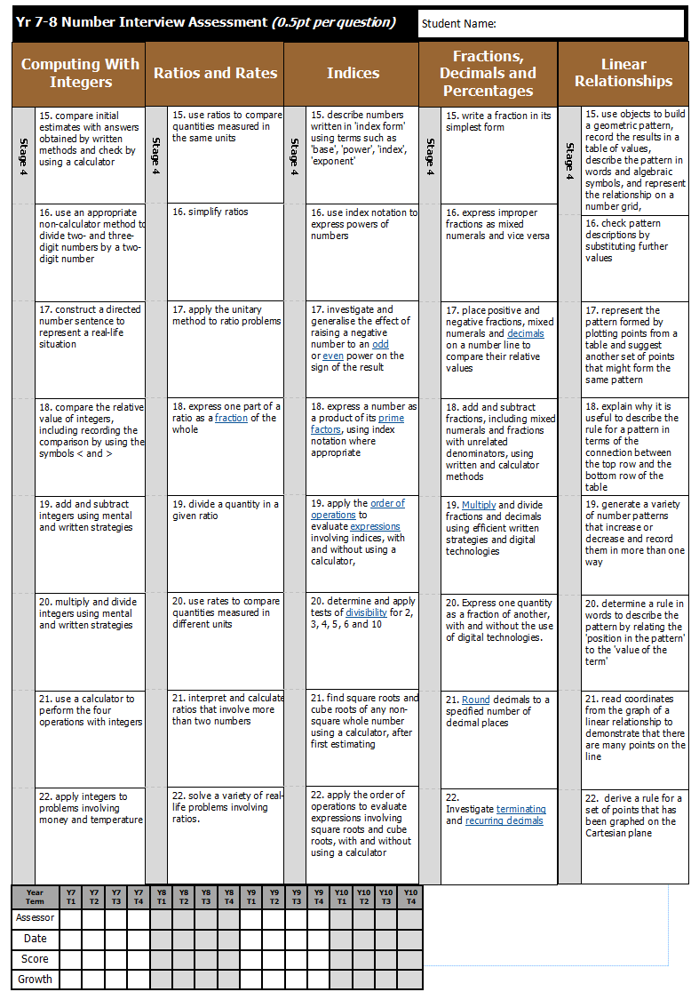 Yr 7-8 Number Interview Assessment (0.5pt per question)
Student Name:
Computing With
Integers
Ratios and Rates
Indices
Fractions,
Decimals and
Percentages
Linear
Relationships
Stage 4
15. compare initial
estimates with answers
obtained by written
methods and check by
using a calculator
16. use an appropriate
non-calculator method to
divide two- and three-
digit numbers by a two-
digit number
17. construct a directed
number sentence to
represent a real-life
situation
18. compare the relative
value of integers,
including recording the
comparison by using the
symbols < and >
19. add and subtract
integers using mental
and written strategies
20. multiply and divide
integers using mental
and written strategies
21. use a calculator to
perform the four
operations with integers
22. apply integers to
problems involving
money and temperature
Stage 4
15. use ratios to compare
quantities measured in
the same units
16. simplify ratios
17. apply the unitary
method to ratio problems
18. express one part of a
ratio as a fraction of the
whole
19. divide a quantity in a
given ratio
20. use rates to compare
quantities measured in
different units
21. interpret and calculate
ratios that involve more
than two numbers
22. solve a variety of real-
life problems involving
ratios.
Stage 4
15. describe numbers
written in 'index form'
using terms such as
'base', 'power', 'index',
'exponent'
16. use index notation to
express powers of
numbers
17. investigate and
generalise the effect of
raising a negative
number to an odd
or even power on the
sign of the result
18. express a number as
a product of its prime
factors, using index
notation where
appropriate
19. apply the order of
operations to
evaluate expressions
involving indices, with
and without using a
calculator,
20. determine and apply
tests of divisibility for 2,
3, 4, 5, 6 and 10
21. find square roots and
cube roots of any non-
square whole number
using a calculator, after
first estimating
22. apply the order of
operations to evaluate
expressions involving
square roots and cube
roots, with and without
using a calculator
Stage 4
15. write a fraction in its
simplest form
16. express improper
fractions as mixed
numerals and vice versa
17. place positive and
negative fractions, mixed
numerals and decimals
on a number line to
compare their relative
values
18. add and subtract
fractions, including mixed
numerals and fractions
with unrelated
denominators, using
written and calculator
methods
19. Multiply and divide
fractions and decimals
using efficient written
strategies and digital
technologies
20. Express one quantity
as a fraction of another,
with and without the use
of digital technologies.
21. Round decimals to a
specified number of
decimal places
22.
Investigate terminating
and recurring decimals
Stage 4
15. use objects to build
a geometric pattern,
record the results in a
table of values,
describe the pattern in
words and algebraic
symbols, and represent
the relationship on a
number grid,
16. check pattern
descriptions by
substituting further
values
17. represent the
pattern formed by
plotting points from a
table and suggest
another set of points
that might form the
same pattern
18. explain why it is
useful to describe the
rule for a pattern in
terms of the
connection between
the top row and the
bottom row of the
table
19. generate a variety
of number patterns
that increase or
decrease and record
them in more than one
way
20. determine a rule in
words to describe the
pattern by relating the
'position in the pattern'
to the 'value of the
term'
21. read coordinates
from the graph of a
linear relationship to
demonstrate that there
are many points on the
line
22. derive a rule for a
set of points that has
been graphed on the
Cartesian plane
Year Y7 Y7 Y7 Y7 Y8 Y8 Y8 Y8 Y9 Y9 Y9 Y9 Y10 Y10 Y10 Y10
Term T1 T2 T3 T4 T1 T2 T3 T4 T1 T2 T3 T4 T1 T2 T3 T4
Assessor
Date
Score
Growth